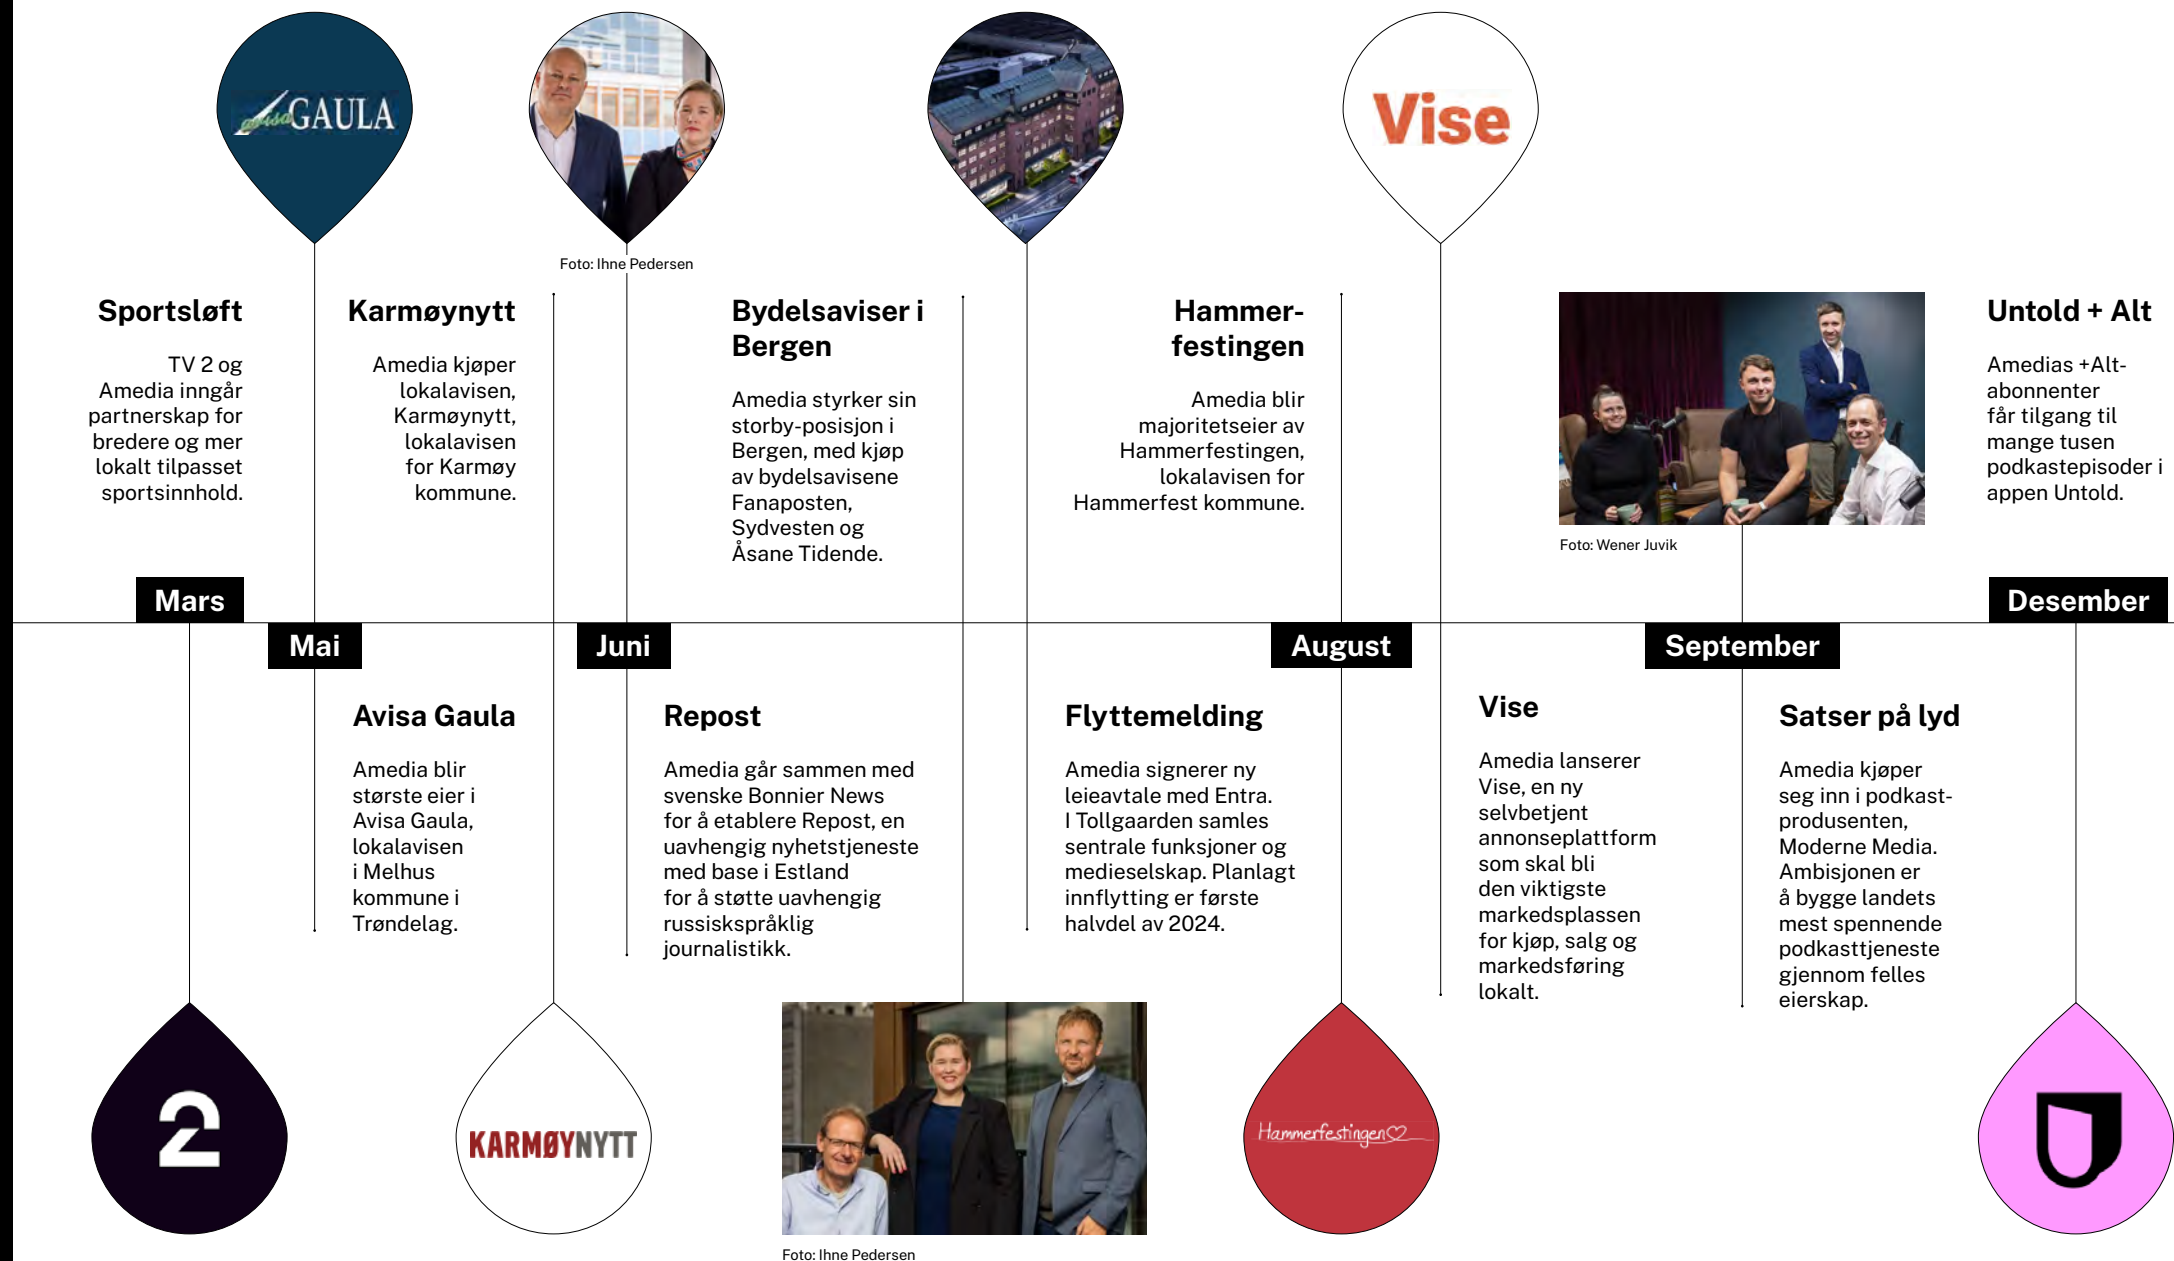 avisa GAULA
Vise
Foto: Ihne Pedersen
Sportsløft
TV 2 og
Amedia inngår
partnerskap for
bredere og mer
lokalt tilpasset
sportsinnhold.
Karmøynytt
Amedia kjøper
lokalavisen,
Karmøynytt,
lokalavisen
for Karmøy
kommune.
Bydelsaviser i
Bergen
Amedia styrker sin
storby-posisjon i
Bergen, med kjøp
av bydelsavisene
Fanaposten,
Sydvesten og
Åsane Tidende.
Hammer-
festingen
Amedia blir
majoritetseier av
Hammerfestingen,
lokalavisen for
Hammerfest kommune.
Foto: Wener Juvik
Untold + Alt
Amedias +Alt-
abonnenter
får tilgang til
mange tusen
podkastepisoder i
appen Untold.
Mars
Mai
Juni
August
September
Desember
Avisa Gaula
Amedia blir
største eier i
Avisa Gaula,
lokalavisen
i Melhus
kommune i
Trøndelag.
Repost
Amedia går sammen med
svenske Bonnier News
for å etablere Repost, en
uavhengig nyhetstjeneste
med base i Estland
for å støtte uavhengig
russiskspråklig
journalistikk.
Flyttemelding
Amedia signerer ny
leieavtale med Entra.
I Tollgaarden samles
sentrale funksjoner og
medieselskap. Planlagt
innflytting er første
halvdel av 2024.
Vise
Amedia lanserer
Vise, en ny
selvbetjent
annonseplattform
som skal bli
den viktigste
markedsplassen
for kjøp, salg og
markedsføring
lokalt.
Satser på lyd
Amedia kjøper
seg inn i podkast-
produsenten,
Moderne Media.
Ambisjonen er
å bygge landets
mest spennende
podkasttjeneste
gjennom felles
eierskap.
2
KARMØYNYTT
Foto: Ihne Pedersen
Hammerfestingen
U